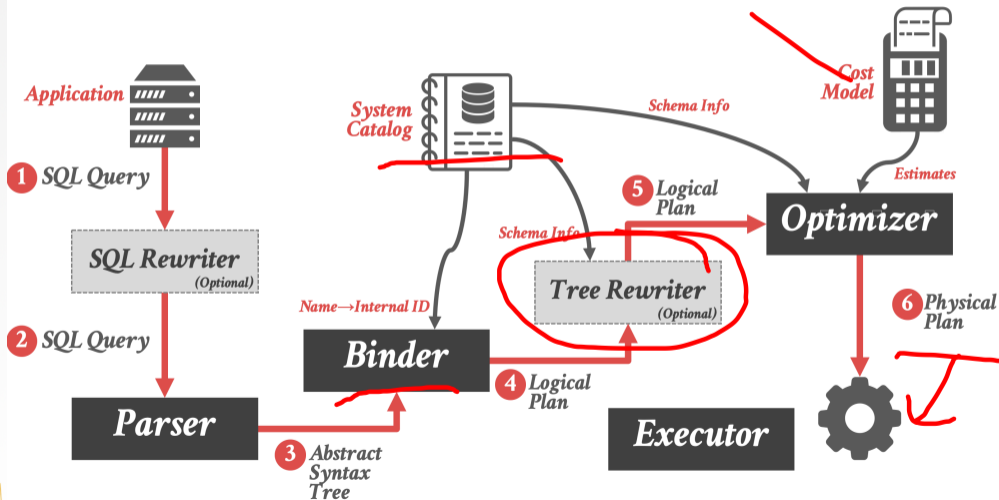 Application
1 SQL Query
SQL Rewriter
(Optional)
2 SQL Query
Parser
3 Abstract
Syntax
Tree
System
Catalog
Name→Internal ID
Binder
4 Logical
Plan
Schema Info
Tree Rewriter
(Optional)
5 Logical
Plan
Schema Info
Cost
Model
Estimates
Optimizer
6 Physical
Plan
Executor